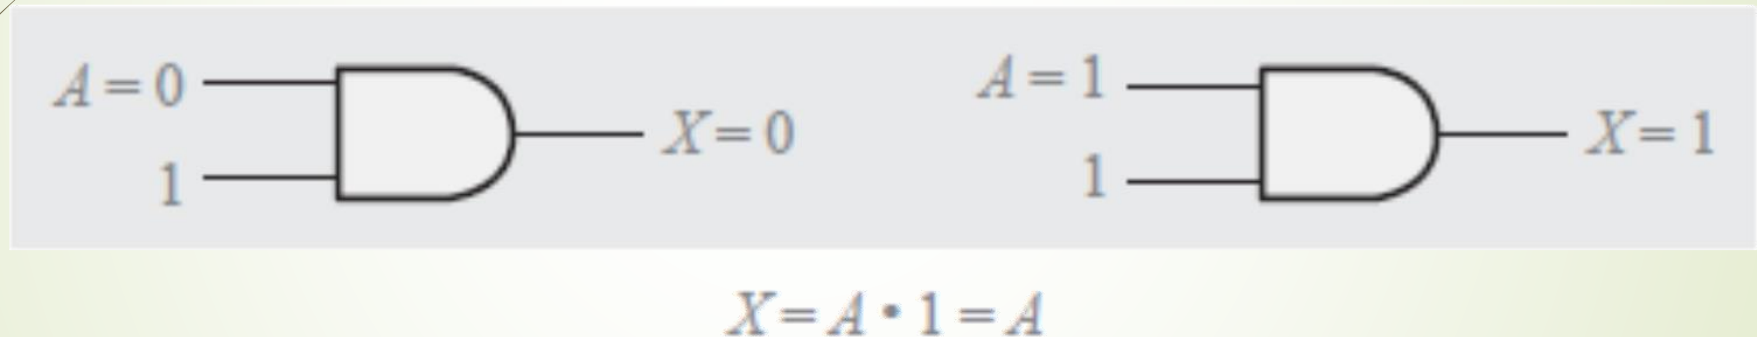 A = 0
1
X = 0
A = 1
1
X = 1
X = A • 1 = A